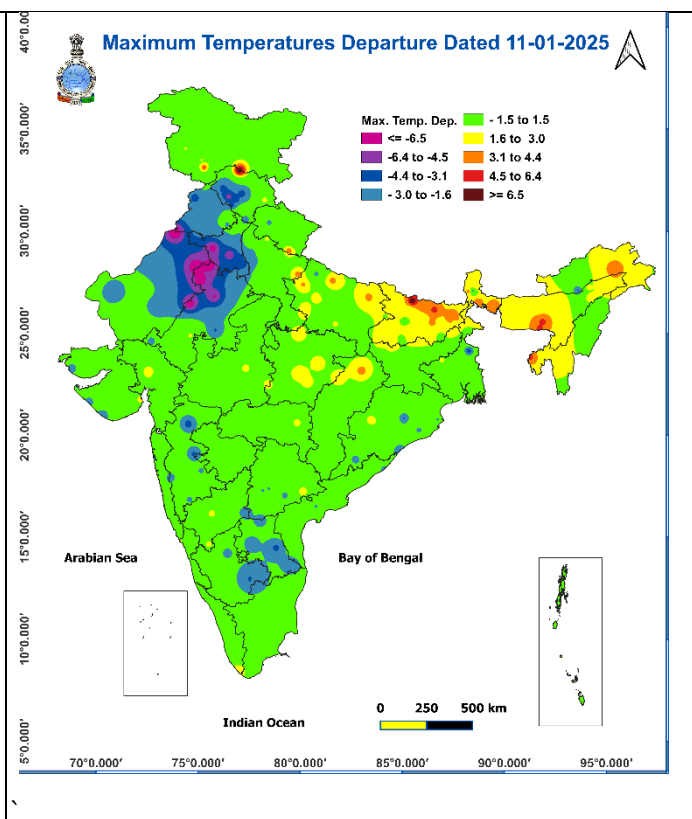 Maximum Temperatures Departure Dated 11-01-2025
Max. Temp. Dep.
<= -6.5
-6.4 to -4.5
-4.4 to -3.1
- 3.0 to -1.6
- 1.5 to 1.5
1.6 to 3.0
3.1 to 4.4
4.5 to 6.4
>= 6.5
40°0.00
35°0.000'
30°0.000'
25°0.000'
20°0.000'
15°0.000'
10°0.000'
5°0.000'
Arabian Sea
Bay of Bengal
Indian Ocean
0 250 500 km
70°0.000' 75°0.000' 80°0.000' 85°0.000' 90°0.000' 95°0.000'
`